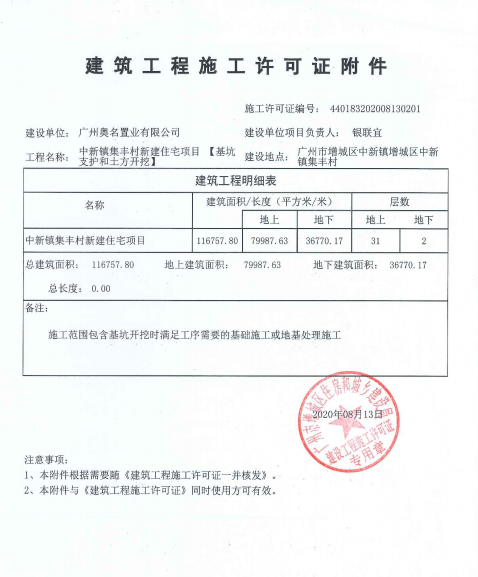 建筑工程施工许可证附件
施工许可证编号： 440183202008130201
建设单位： 广州奥名置业有限公司 建设单位项目负责人： 银联宜
工程名称： 中新镇集丰村新建住宅项目 【基坑支护和土方开挖】 建设地点： 广州市增城区中新镇增城区中新镇集丰村
建筑工程明细表
名称 建筑面积/长度（平方米/米） 层数
地上 地下 地上 地下
中新镇集丰村新建住宅项目 116757.80 79987.63 36770.17 31 2
总建筑面积： 116757.80 地上建筑面积： 79987.63 地下建筑面积： 36770.17
总长度： 0.00
备注：
施工范围包含基坑开挖时满足工序需要的基础施工或地基处理施工
广州市增城区住房和城乡建设局
2020年08月13日
建设工程施工许可证
专用章
注意事项：
1、本附件根据需要随《建筑工程施工许可证一并核发》。
2、本附件与《建筑工程施工许可证》同时使用方可有效。